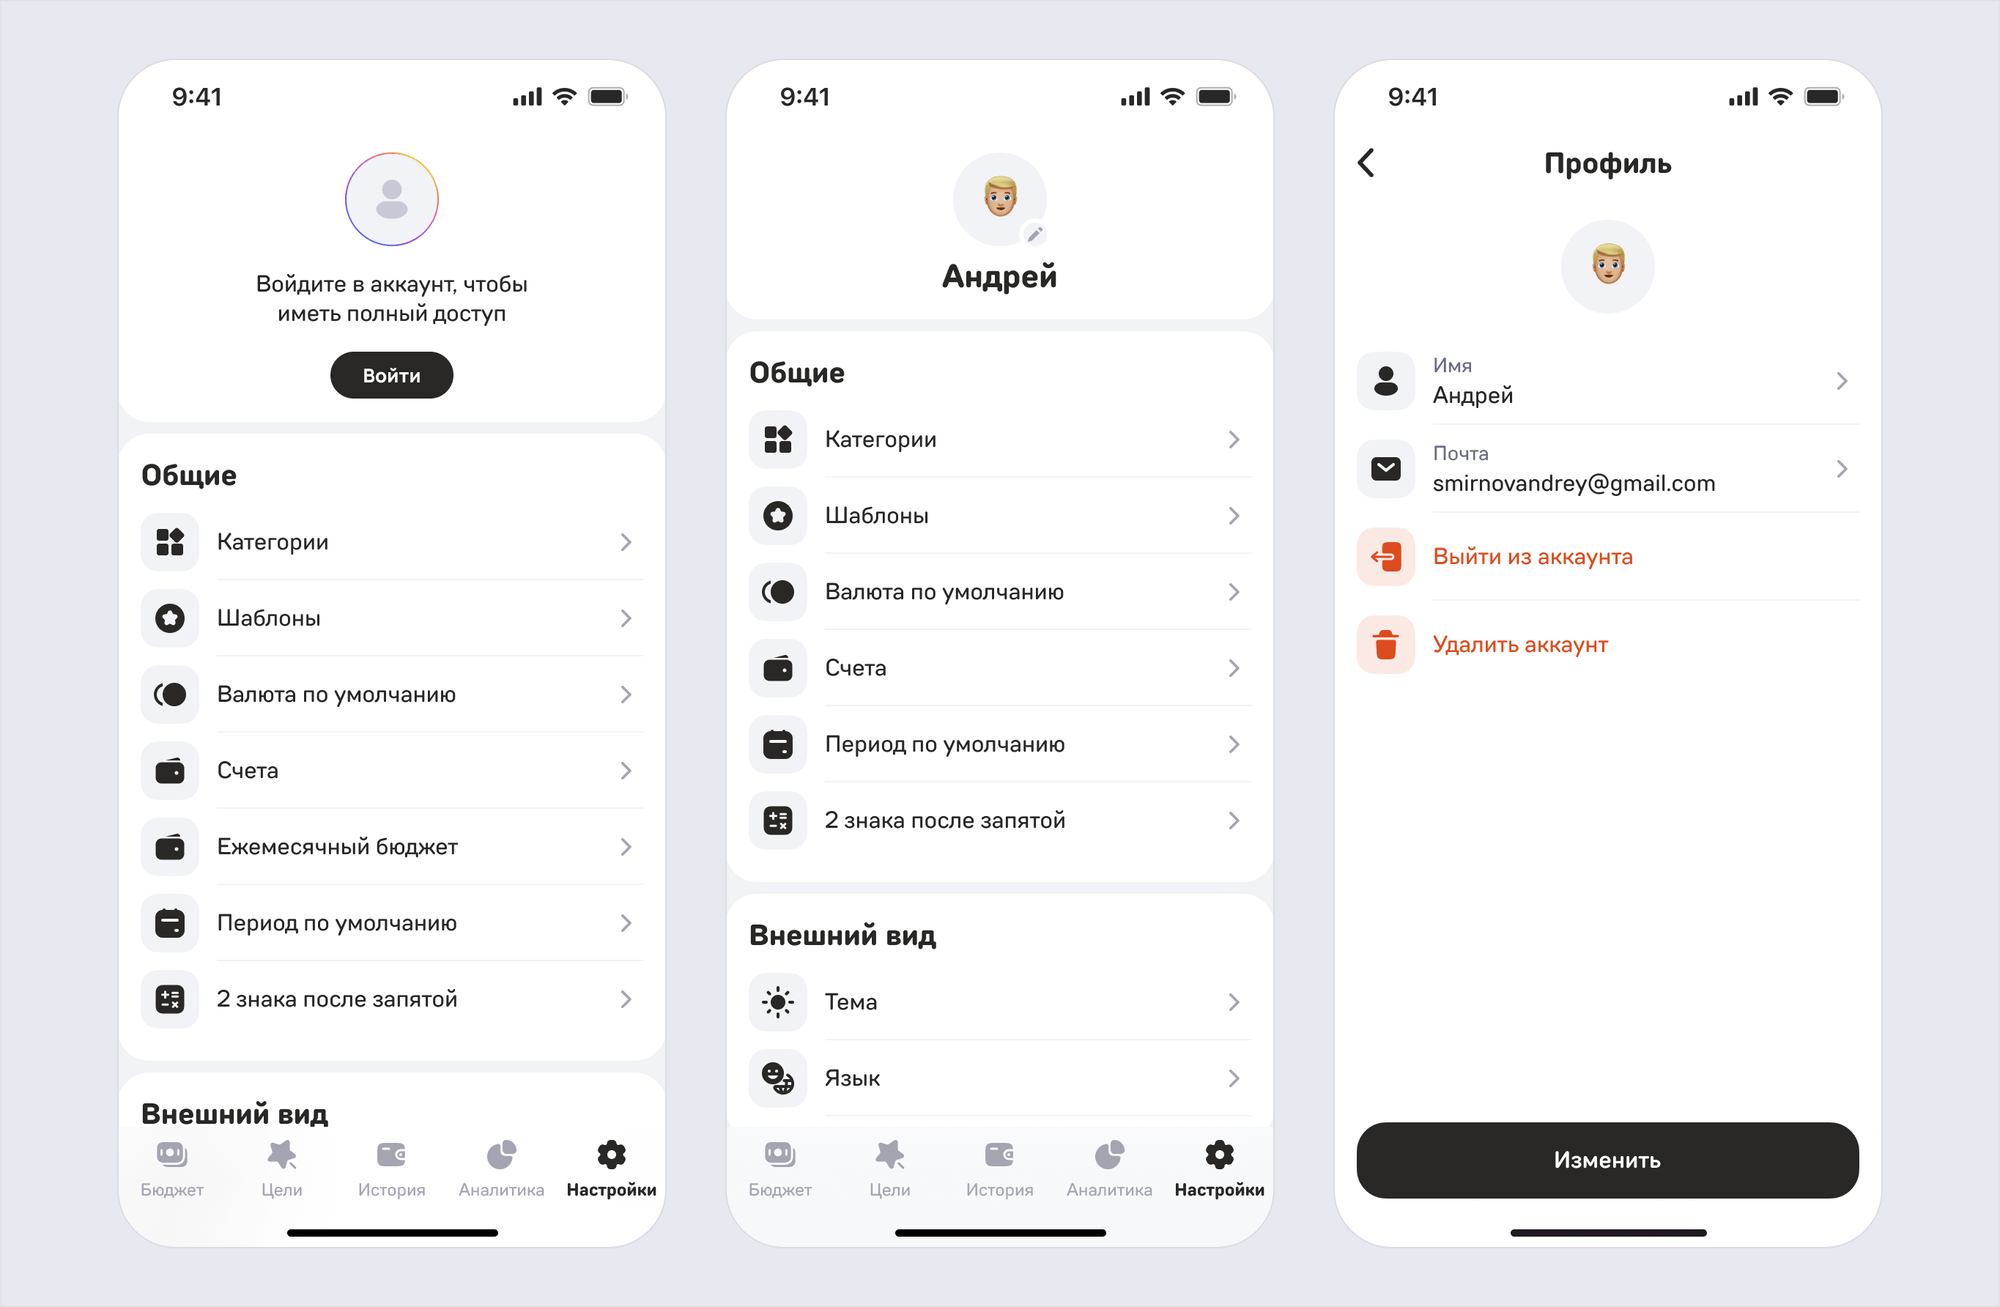 9:41
Войдите в аккаунт, чтобы
иметь полный доступ
Войти
Общие
Категории
Шаблоны
Валюта по умолчанию
Счета
Ежемесячный бюджет
Период по умолчанию
2 знака после запятой
Внешний вид
Бюджет
Цели
История
Аналитика
Настройки
9:41
Андрей
Общие
Категории
Шаблоны
Валюта по умолчанию
Счета
Период по умолчанию
2 знака после запятой
Внешний вид
Тема
Язык
Бюджет
Цели
История
Аналитика
Настройки
9:41
Профиль
Имя
Андрей
Почта
smirnovandrey@gmail.com
Выйти из аккаунта
Удалить аккаунт
Изменить